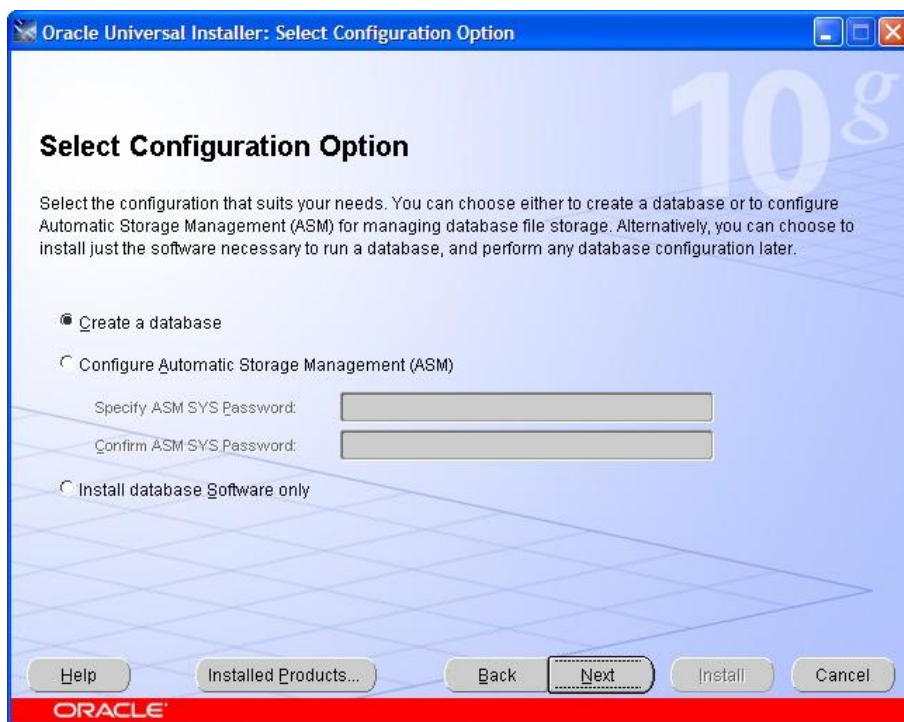 Oracle Universal Installer: Select Configuration Option
10g
Select Configuration Option
Select the configuration that suits your needs. You can choose either to create a database or to configure
Automatic Storage Management (ASM) for managing database file storage. Alternatively, you can choose to
install just the software necessary to run a database, and perform any database configuration later.
Create a database
Configure Automatic Storage Management (ASM)
Specify ASM SYS Password:
Confirm ASM SYS Password:
Install database Software only
Help Installed Products... Back Next Install Cancel
ORACLE